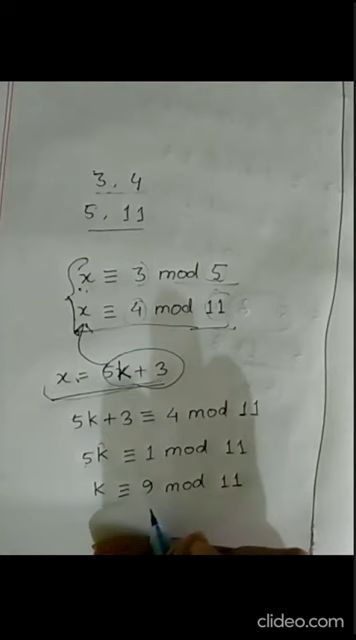 3, 4
5, 11
x ≡ 3 mod 5
x ≡ 4 mod 11
x = 5k + 3
5k + 3 ≡ 4 mod 11
5k ≡ 1 mod 11
k ≡ 9 mod 11
clideo.com